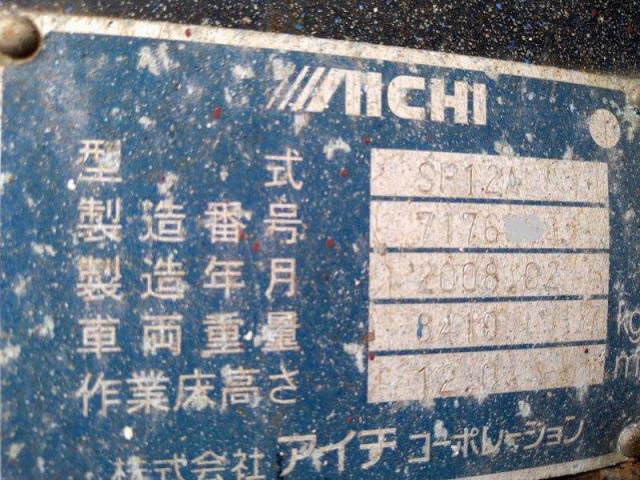 AICHI
型式 SP12A
製造番号 7176
製造年月 2008.02
車両重量 8410 kg
作業床高さ 12.0 m
株式会社 アイチ コーポレーション